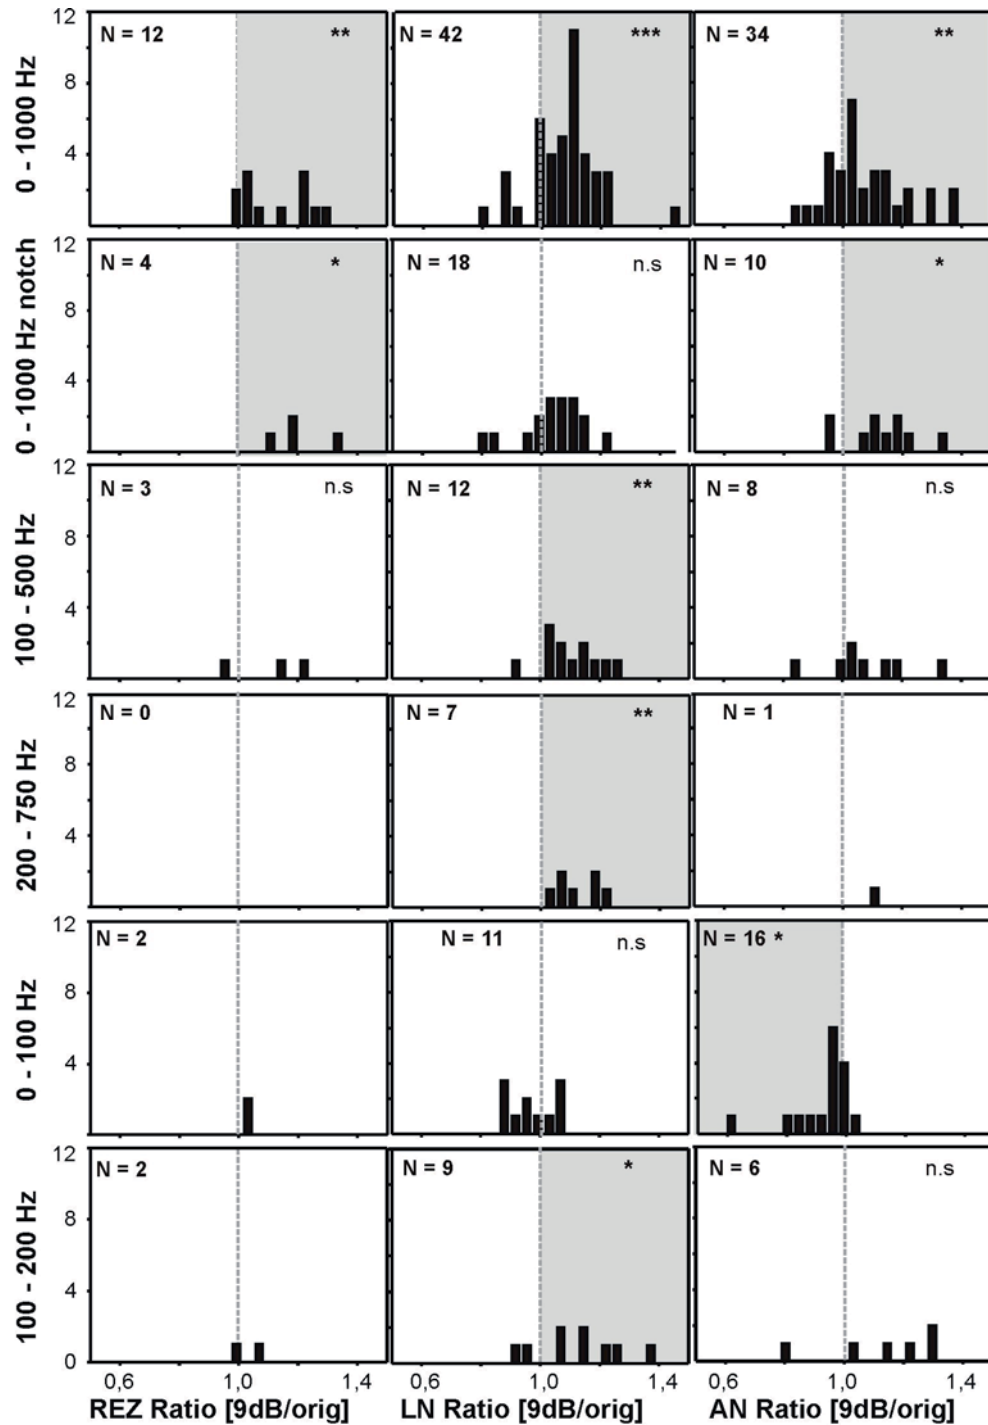 0 - 1000 Hz
12
8
4
N = 12 **
N = 42 ***
N = 34 **
0 - 1000 Hz notch
12
8
4
N = 4 *
N = 18 n.s
N = 10 *
100 - 500 Hz
12
8
4
N = 3 n.s
N = 12 **
N = 8 n.s
200 - 750 Hz
12
8
4
N = 0
N = 7 **
N = 1
0 - 100 Hz
12
8
4
N = 2
N = 11 n.s
N = 16 *
100 - 200 Hz
12
8
4
0
N = 2
N = 9 *
N = 6 n.s
0,6 1,0 1,4
0,6 1,0 1,4
0,6 1,0 1,4
REZ Ratio [9dB/orig]
LN Ratio [9dB/orig]
AN Ratio [9dB/orig]